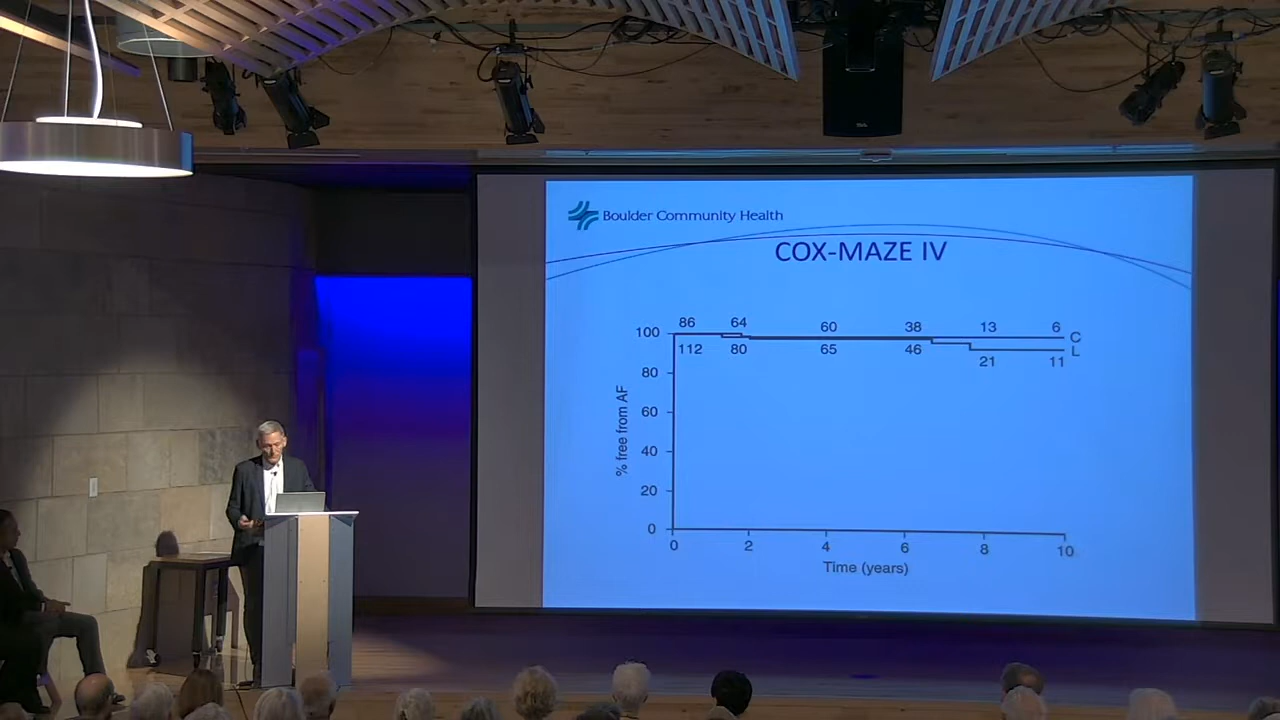 Boulder Community Health
COX-MAZE IV
86 64 60 38 13 6
100 C
112 80 65 46 L
21 11
80
60
40
20
0
% free from AF
0 2 4 6 8 10
Time (years)